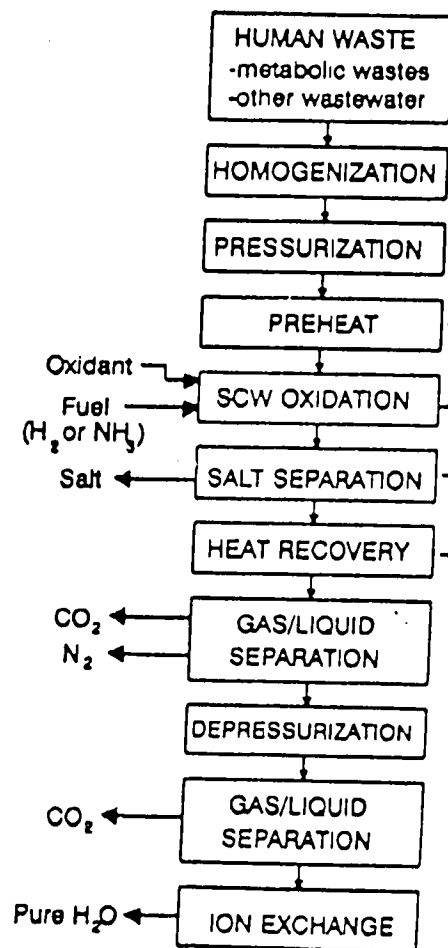 HUMAN WASTE
-metabolic wastes
-other wastewater
HOMOGENIZATION
PRESSURIZATION
PREHEAT
Oxidant
Fuel
(H₂ or NH₃)
SCW OXIDATION
Salt
SALT SEPARATION
HEAT RECOVERY
CO₂
N₂
GAS/LIQUID
SEPARATION
DEPRESSURIZATION
CO₂
GAS/LIQUID
SEPARATION
Pure H₂O
ION EXCHANGE